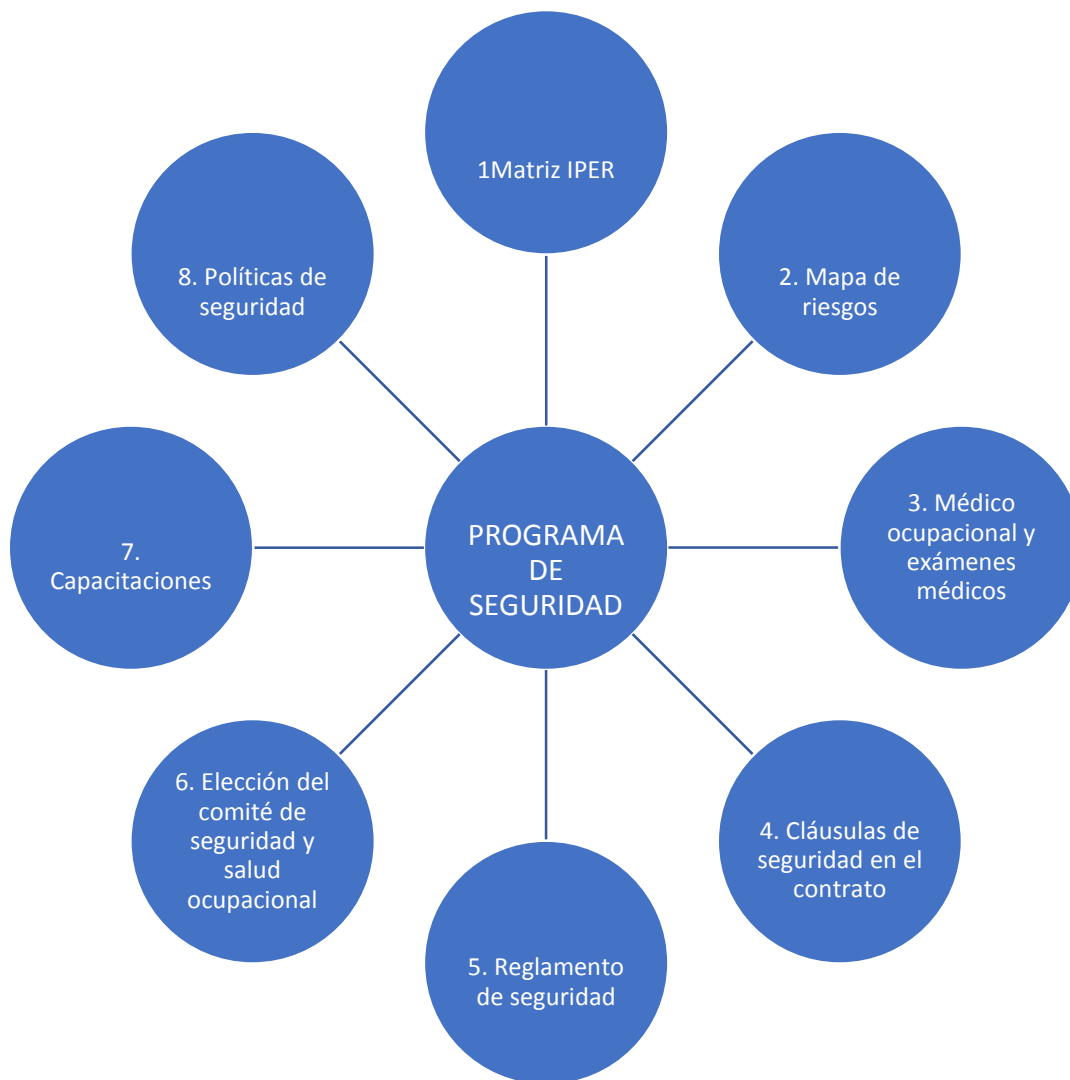 1Matriz IPER
2. Mapa de
riesgos
3. Médico
ocupacional y
exámenes
médicos
4. Cláusulas de
seguridad en el
contrato
5. Reglamento
de seguridad
6. Elección del
comité de
seguridad y
salud
ocupacional
7.
Capacitaciones
8. Políticas de
seguridad
PROGRAMA
DE
SEGURIDAD